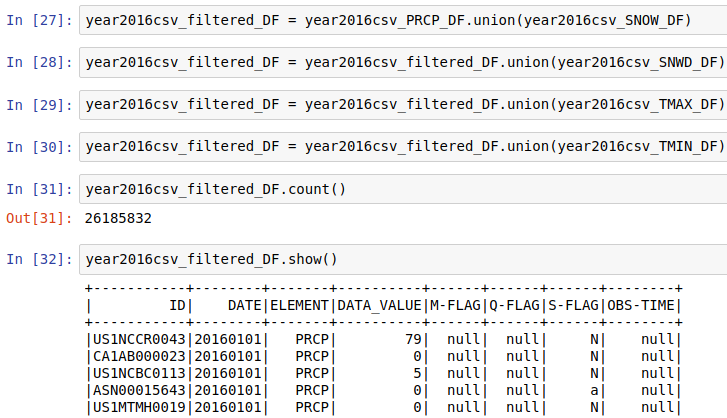 In [27]: year2016csv_filtered_DF = year2016csv_PRCP_DF.union(year2016csv_SNOW_DF)
In [28]: year2016csv_filtered_DF = year2016csv_filtered_DF.union(year2016csv_SNWD_DF)
In [29]: year2016csv_filtered_DF = year2016csv_filtered_DF.union(year2016csv_TMAX_DF)
In [30]: year2016csv_filtered_DF = year2016csv_filtered_DF.union(year2016csv_TMIN_DF)
In [31]: year2016csv_filtered_DF.count()
Out[31]: 26185832
In [32]: year2016csv_filtered_DF.show()
+-----------+--------+-------+----------+------+------+------+--------+
|         ID|    DATE|ELEMENT|DATA_VALUE|M-FLAG|Q-FLAG|S-FLAG|OBS-TIME|
+-----------+--------+-------+----------+------+------+------+--------+
|US1NCCR0043|20160101|   PRCP|        79|  null|  null|     N|    null|
|CA1AB000023|20160101|   PRCP|         0|  null|  null|     N|    null|
|US1NCBC0113|20160101|   PRCP|         5|  null|  null|     N|    null|
|ASN00015643|20160101|   PRCP|         0|  null|  null|     a|    null|
|US1MTMH0019|20160101|   PRCP|         0|  null|  null|     N|    null|